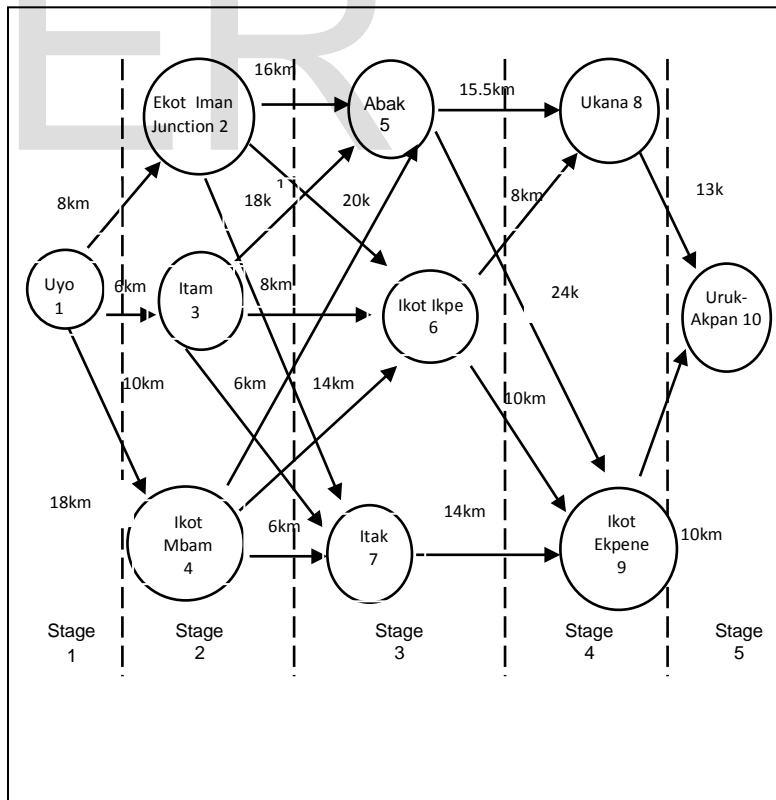 ER
16km
15.5km
Ekot Iman
Junction 2
Abak
5
Ukana 8
1
18k
20k
8km
13k
8km
Uyo
1
6km
Itam
3
8km
24k
Ikot Ikpe
6
Uruk-
Akpan 10
10km
6km
14km
10km
18km
Ikot
Mbam
4
6km
Itak
7
14km
Ikot
Ekpene
9
10km
Stage
1
Stage
2
Stage
3
Stage
4
Stage
5